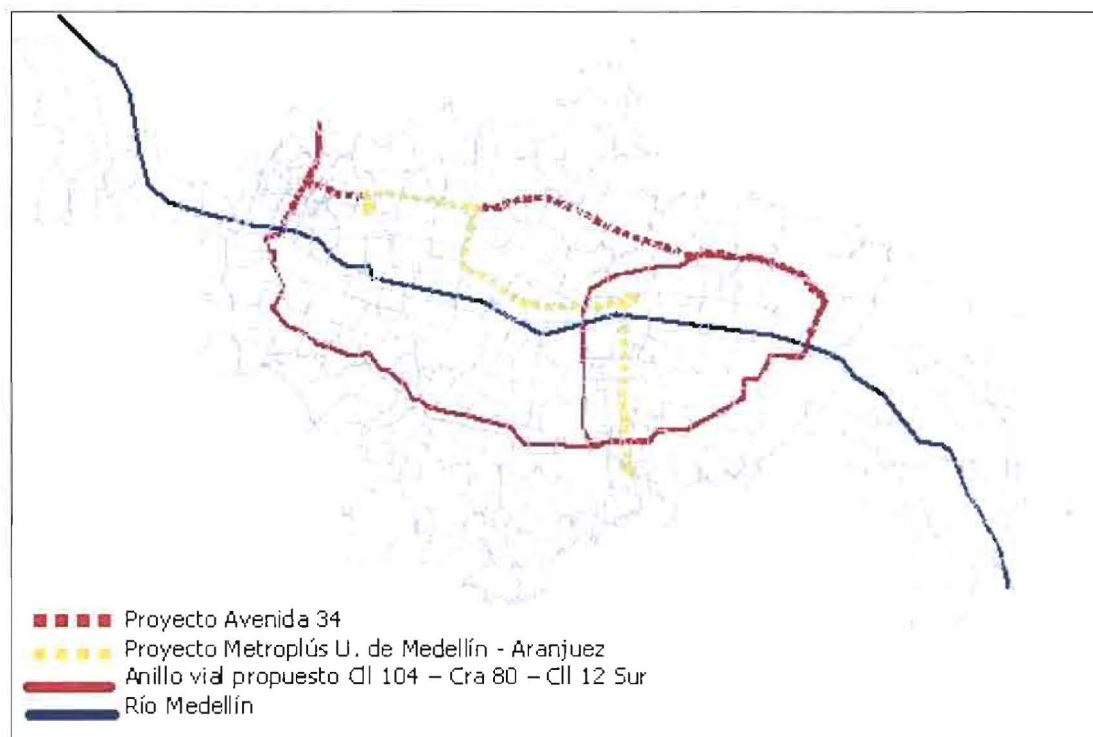 Proyecto Avenida 34
Proyecto Metroplús U. de Medellín - Aranjuez
Anillo vial propuesto Cll 104 – Cra 80 – Cll 12 Sur
Río Medellín